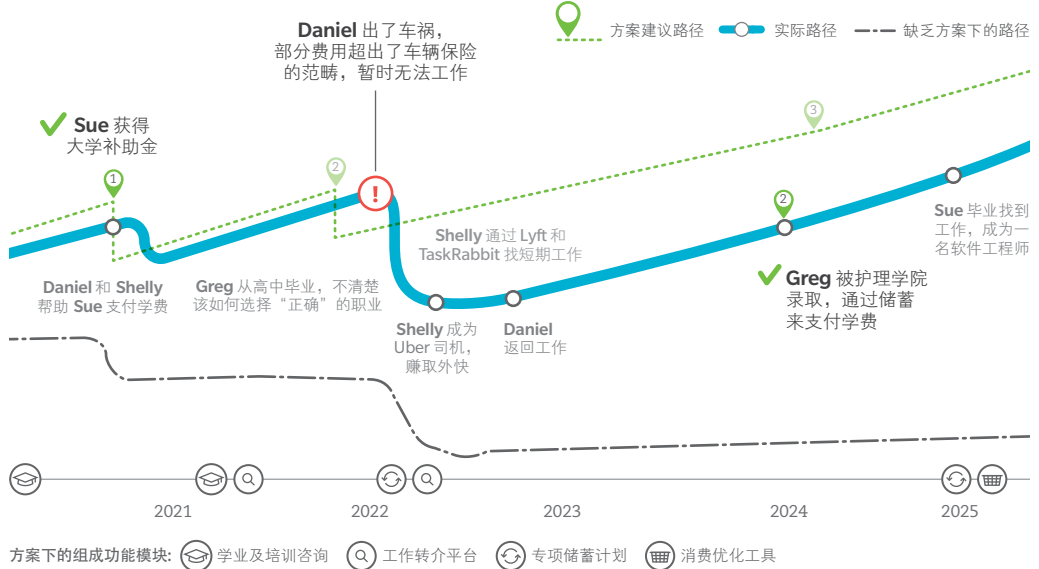 Daniel 出了车祸，
部分费用超出了车辆保险
的范畴，暂时无法工作
方案建议路径
实际路径
缺乏方案下的路径
Sue 获得
大学补助金
1
2
!
3
2
Daniel 和 Shelly
帮助 Sue 支付学费
Greg 从高中毕业，不清楚
该如何选择“正确”的职业
Shelly 通过 Lyft 和
TaskRabbit 找短期工作
Shelly 成为
Uber 司机，
赚取外快
Daniel
返回工作
Greg 被护理学院
录取，通过储蓄
来支付学费
Sue 毕业找到
工作，成为一
名软件工程师
2021
2022
2023
2024
2025
方案下的组成功能模块:
学业及培训咨询
工作转介平台
专项储蓄计划
消费优化工具